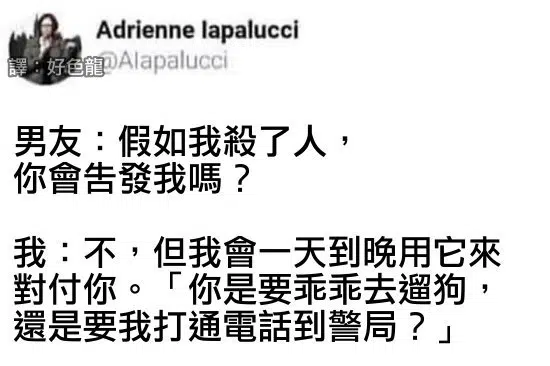 Adrienne Iapalucci
譯：好色龍
@AIapalucci
男友：假如我殺了人，
你會告發我嗎？
我：不，但我會一天到晚用它來
對付你。「你是要乖乖去遛狗，
還是要我打通電話到警局？」